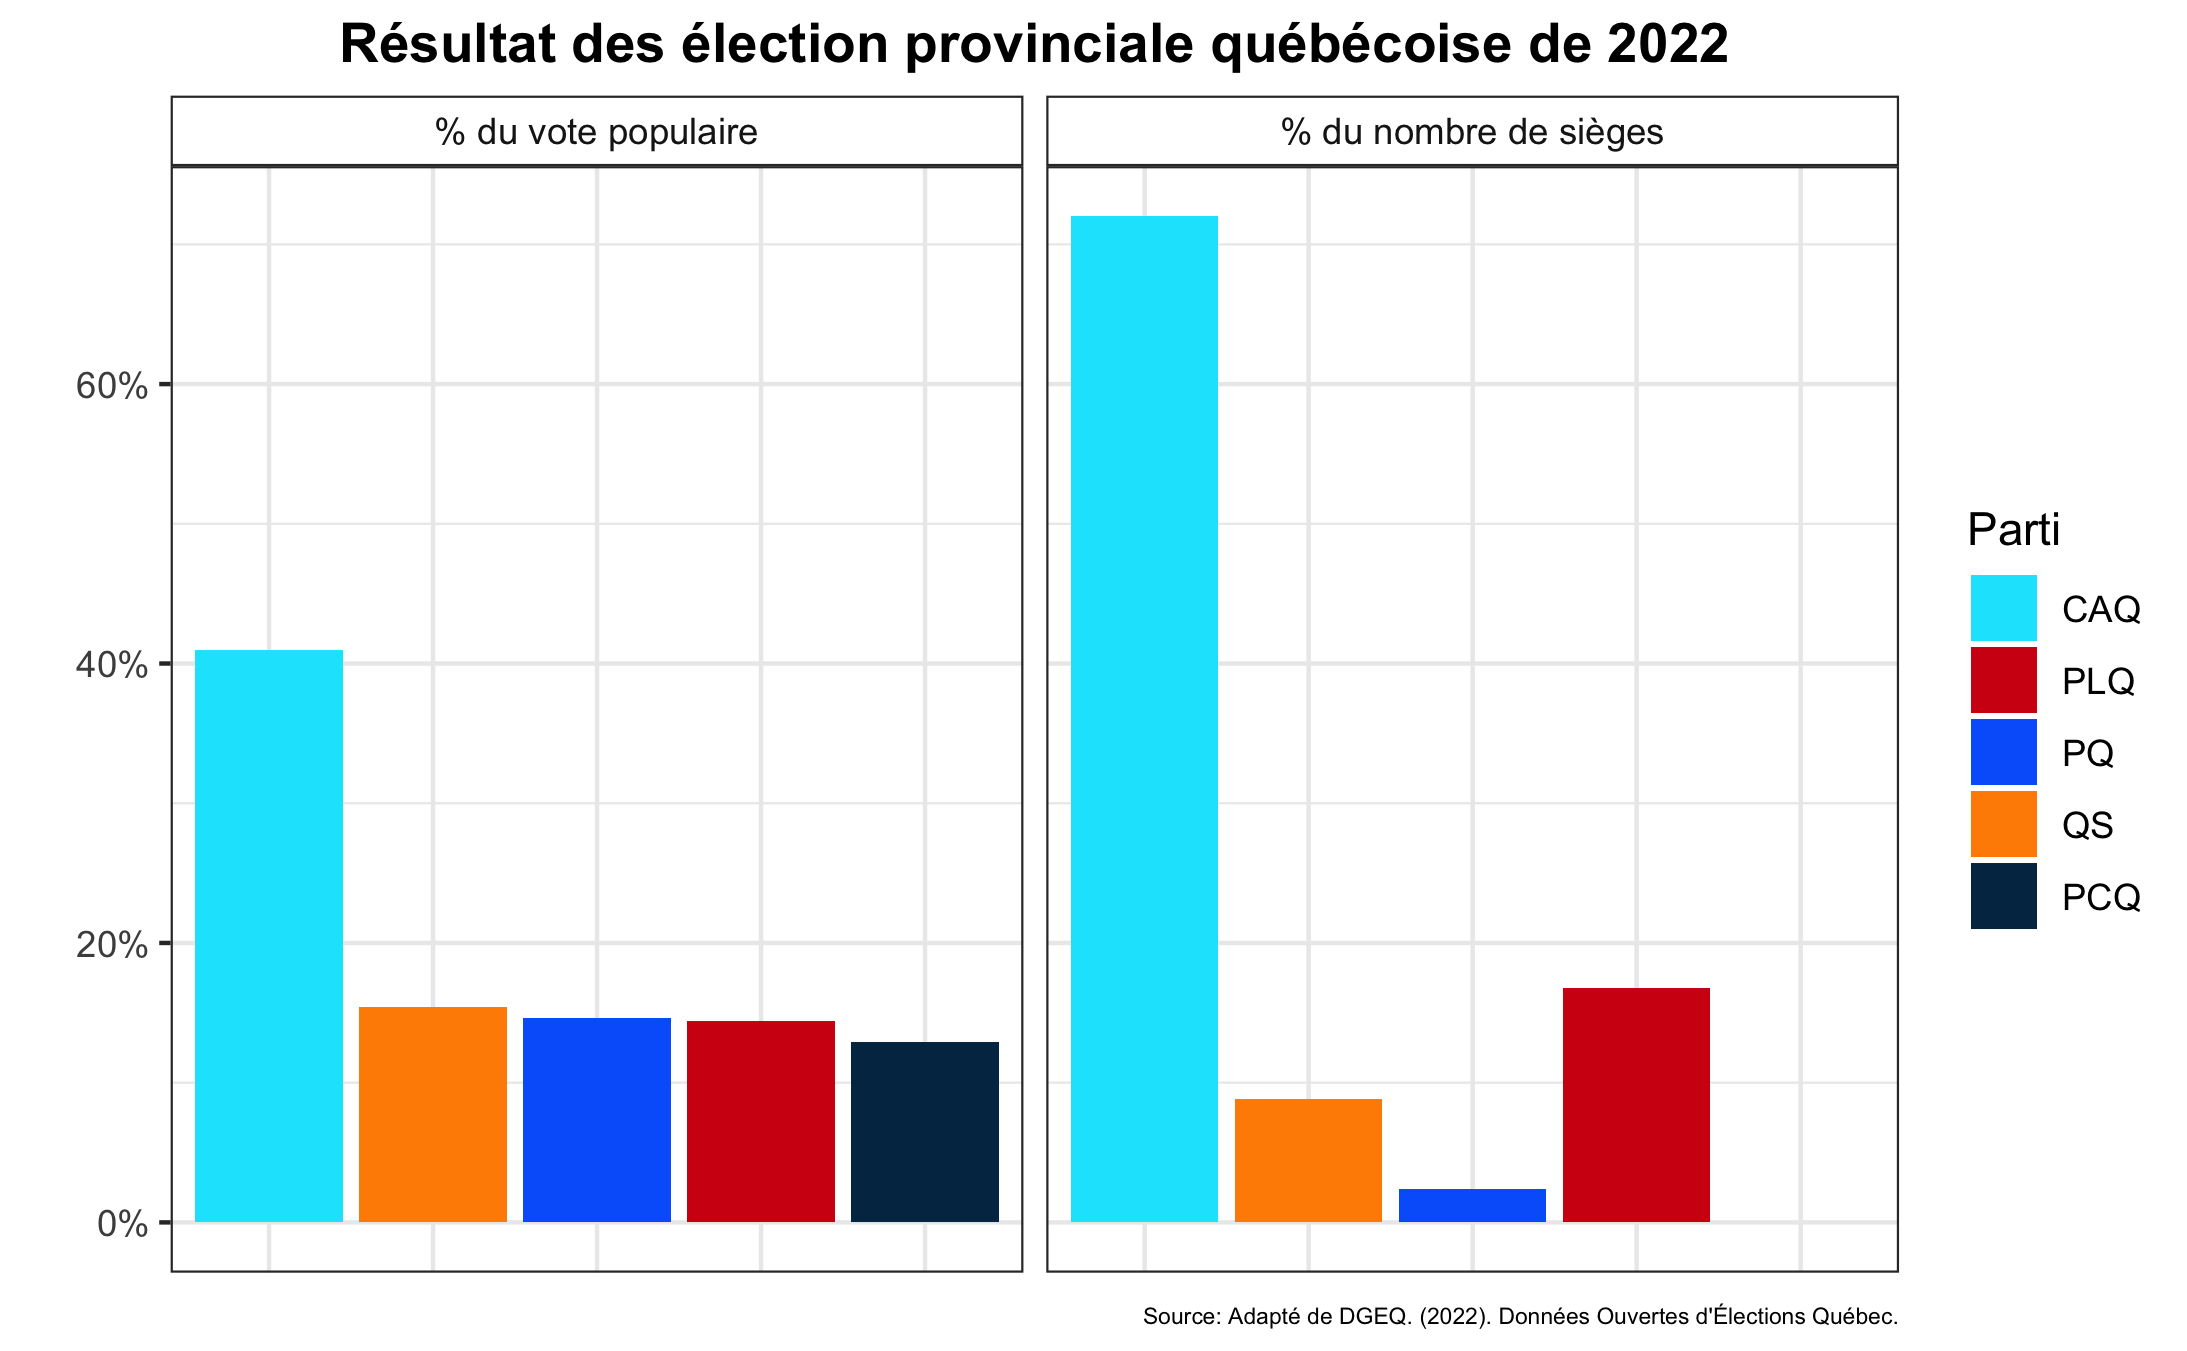 Résultat des élection provinciale québécoise de 2022
% du vote populaire
% du nombre de sièges
60%
40%
20%
0%
Parti
CAQ
PLQ
PQ
QS
PCQ
Source: Adapté de DGEQ. (2022). Données Ouvertes d'Élections Québec.